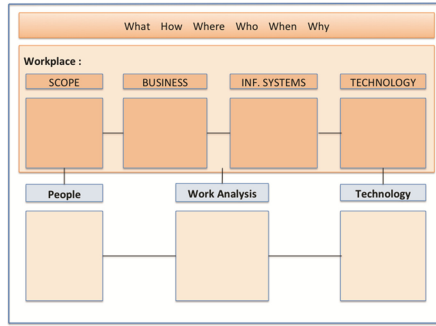 What How Where Who When Why
Workplace :
SCOPE BUSINESS INF. SYSTEMS TECHNOLOGY
People Work Analysis Technology